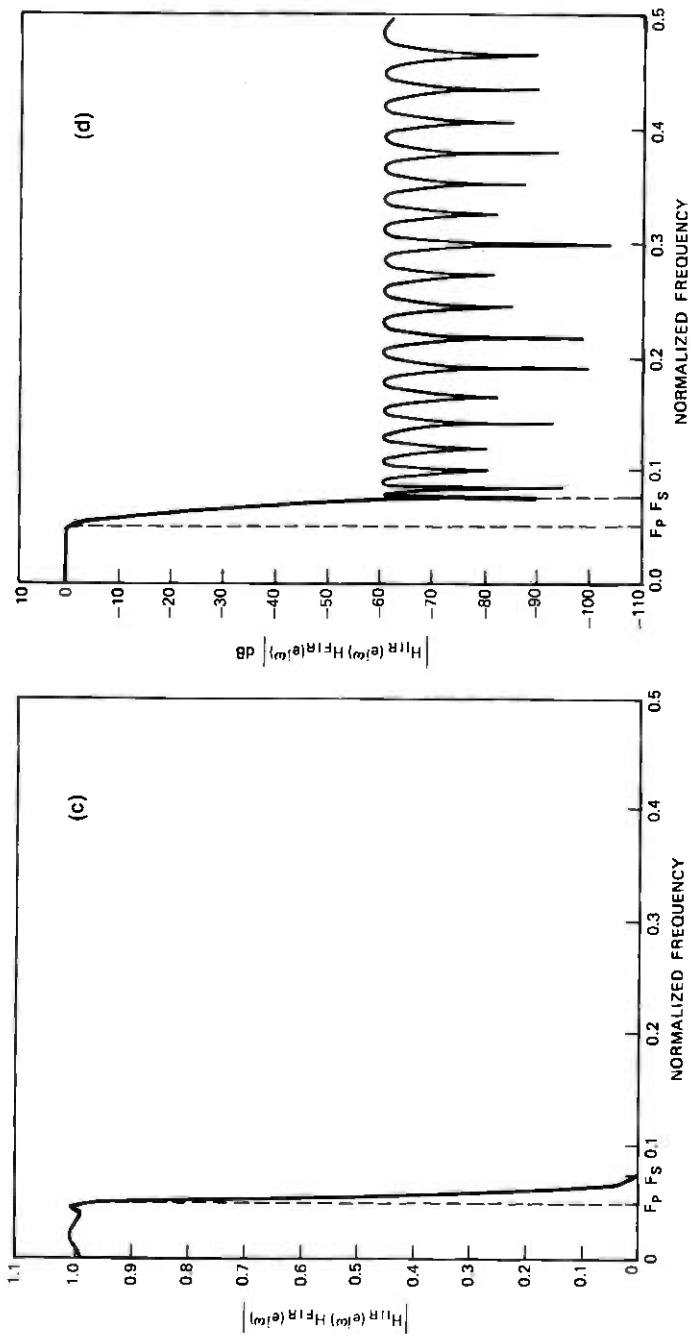 (c)
|H_IIR (e^jω) H_FIR (e^jω)|
1.1
1.0
0.9
0.8
0.7
0.6
0.5
0.4
0.3
0.2
0.1
0
0 F_P F_S 0.1 0.2 0.3 0.4 0.5
NORMALIZED FREQUENCY
(d)
|H_IIR (e^jω) H_FIR (e^jω)|
dB
10
0
−10
−20
−30
−40
−50
−60
−70
−80
−90
−100
−110
0.0 F_P F_S 0.1 0.2 0.3 0.4 0.5
NORMALIZED FREQUENCY